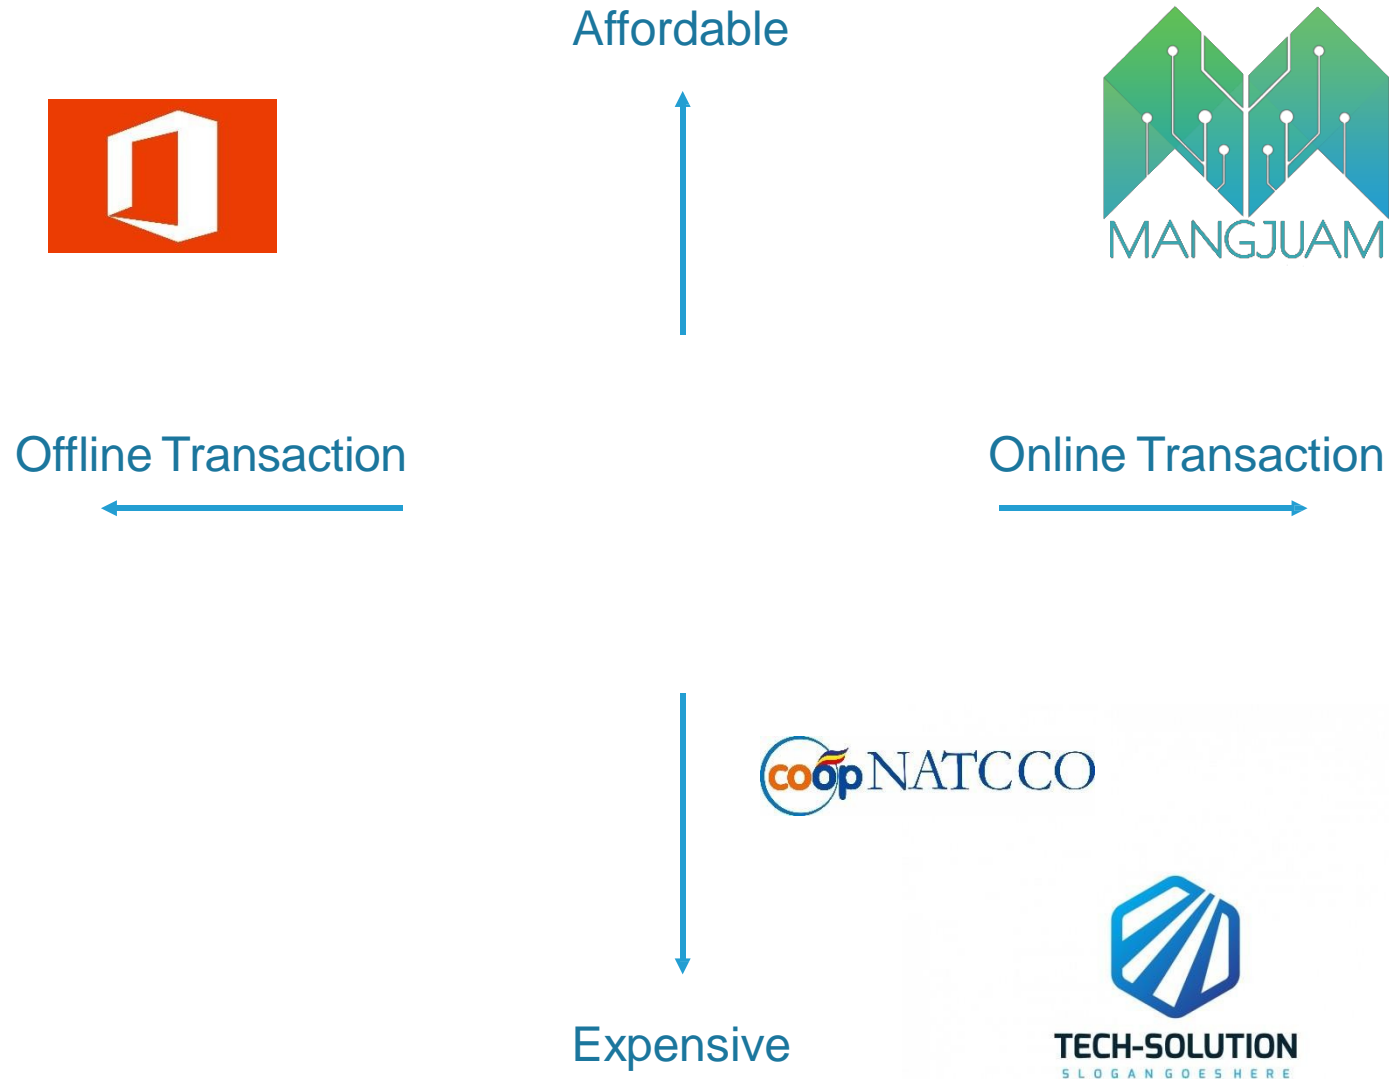 Affordable
MANGJUAM
Offline Transaction
Online Transaction
coop NATCCO
Expensive
TECH-SOLUTION
SLOGAN GOES HERE